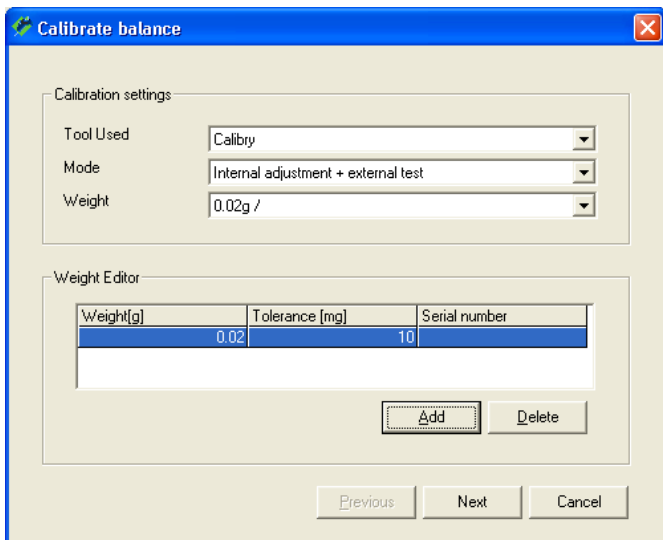 Calibrate balance
Calibration settings
Tool Used Calibry
Mode Internal adjustment + external test
Weight 0.02g /
Weight Editor
Weight[g] Tolerance [mg] Serial number
0.02 10
Add Delete
Previous Next Cancel